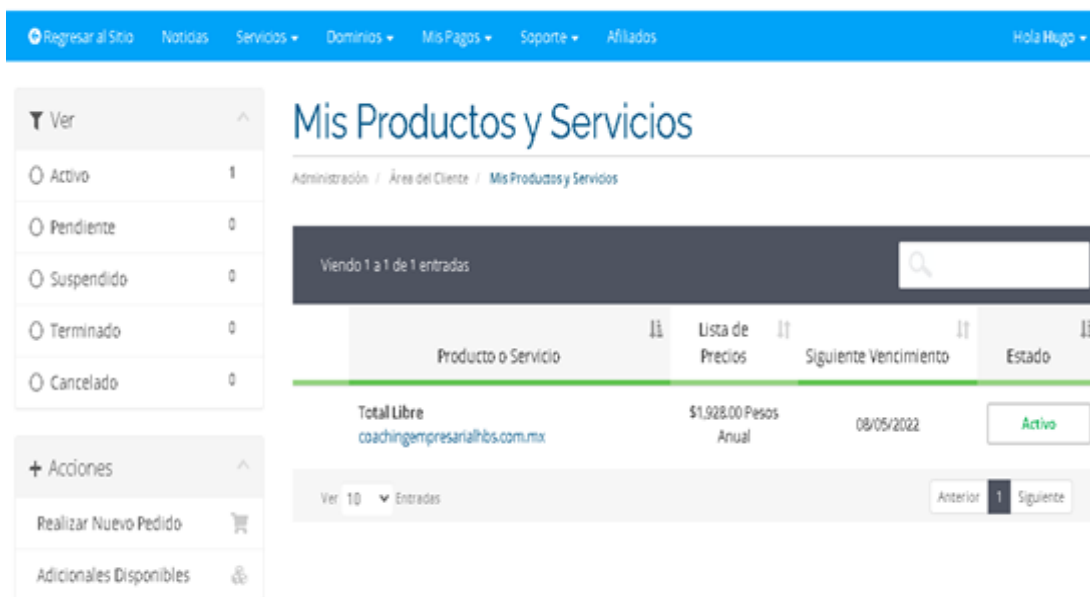 Regresar al Sitio Noticias Servicios Dominios Mis Pagos Soporte Afiliados Hola Hugo
Ver
Activo 1
Pendiente 0
Suspendido 0
Terminado 0
Cancelado 0
Acciones
Realizar Nuevo Pedido
Adicionales Disponibles
Mis Productos y Servicios
Administración / Área del Cliente / Mis Productos y Servicios
Viendo 1 a 1 de 1 entradas
Producto o Servicio Lista de Precios Siguiente Vencimiento Estado
Total Libre
coachingempresarialhbs.com.mx
$1,928.00 Pesos
Anual
08/05/2022
Activo
Ver 10 Entradas
Anterior 1 Siguiente